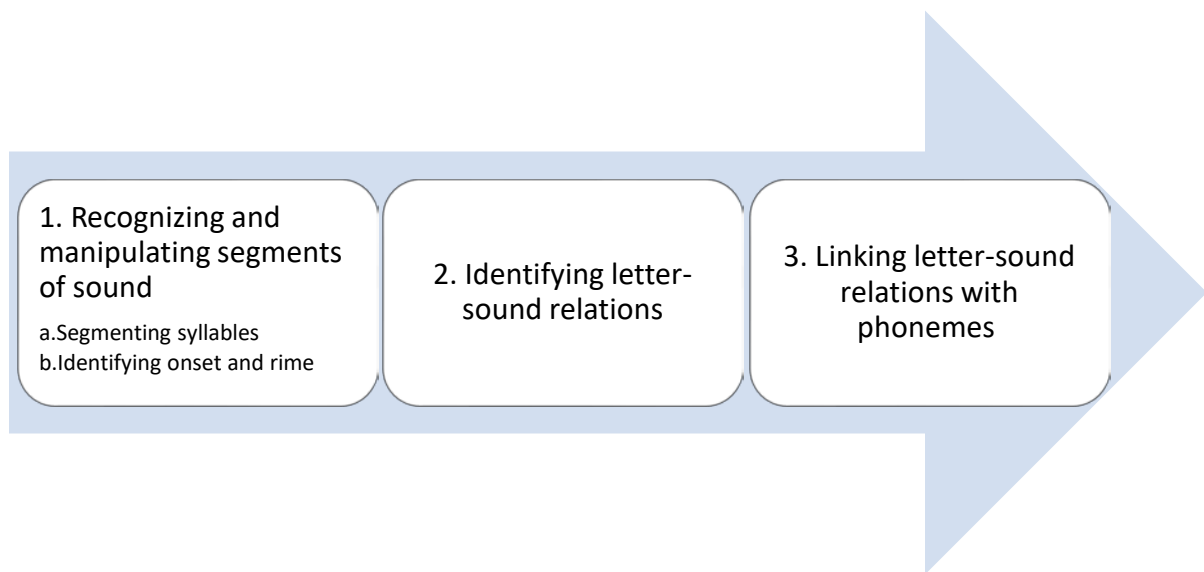 1. Recognizing and
manipulating segments
of sound
a.Segmenting syllables
b.Identifying onset and rime
2. Identifying letter-
sound relations
3. Linking letter-sound
relations with
phonemes